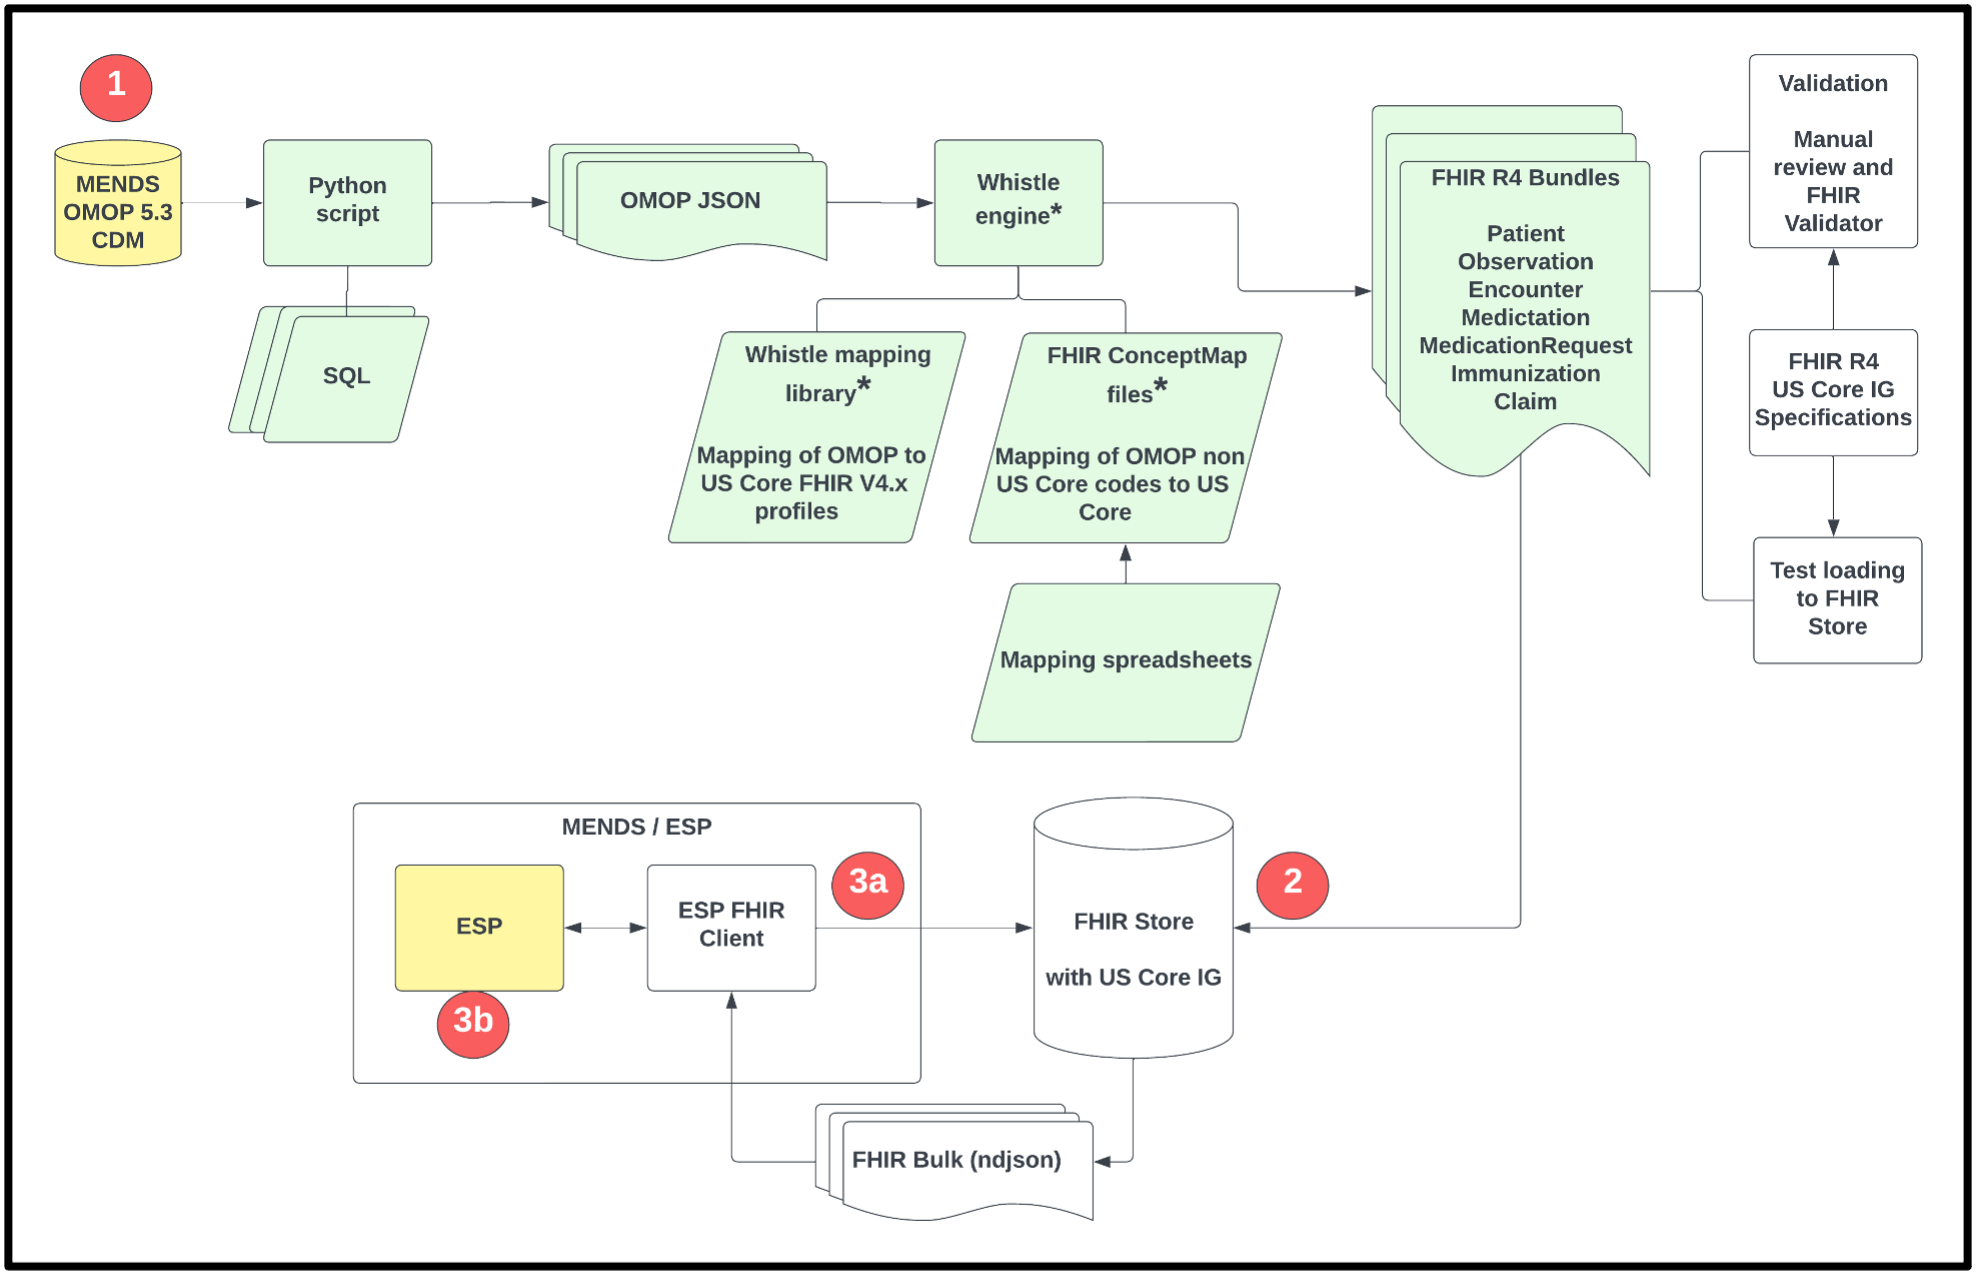 1
MENDS
OMOP 5.3
CDM
Python
script
SQL
OMOP JSON
Whistle
engine*
Whistle mapping
library*
Mapping of OMOP to
US Core FHIR V4.x
profiles
FHIR ConceptMap
files*
Mapping of OMOP non
US Core codes to US
Core
Mapping spreadsheets
FHIR R4 Bundles
Patient
Observation
Encounter
Medictation
MedicationRequest
Immunization
Claim
Validation
Manual
review and
FHIR
Validator
FHIR R4
US Core IG
Specifications
Test loading
to FHIR
Store
MENDS / ESP
ESP
3b
ESP FHIR
Client
3a
FHIR Store
with US Core IG
2
FHIR Bulk (ndjson)